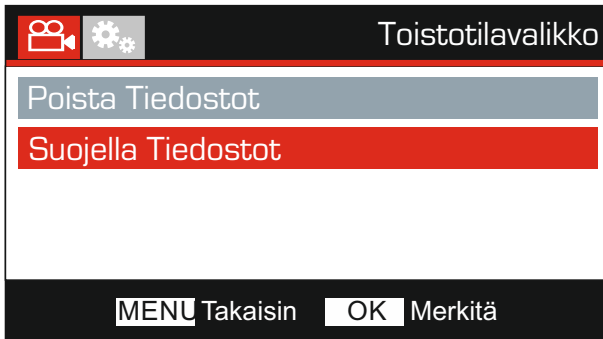 Toistotilavalikko
Poista Tiedostot
Suojella Tiedostot
MENU Takaisin OK Merkitä